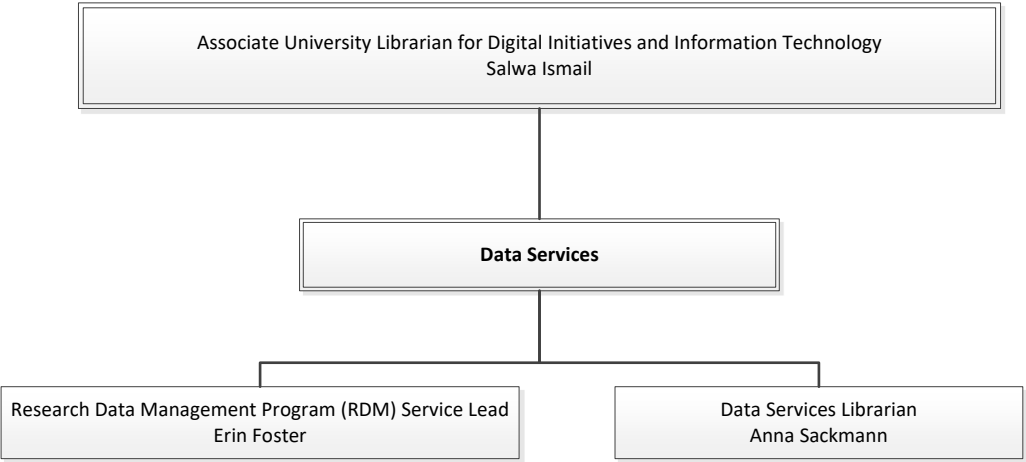 Associate University Librarian for Digital Initiatives and Information Technology
Salwa Ismail
Data Services
Research Data Management Program (RDM) Service Lead
Erin Foster
Data Services Librarian
Anna Sackmann